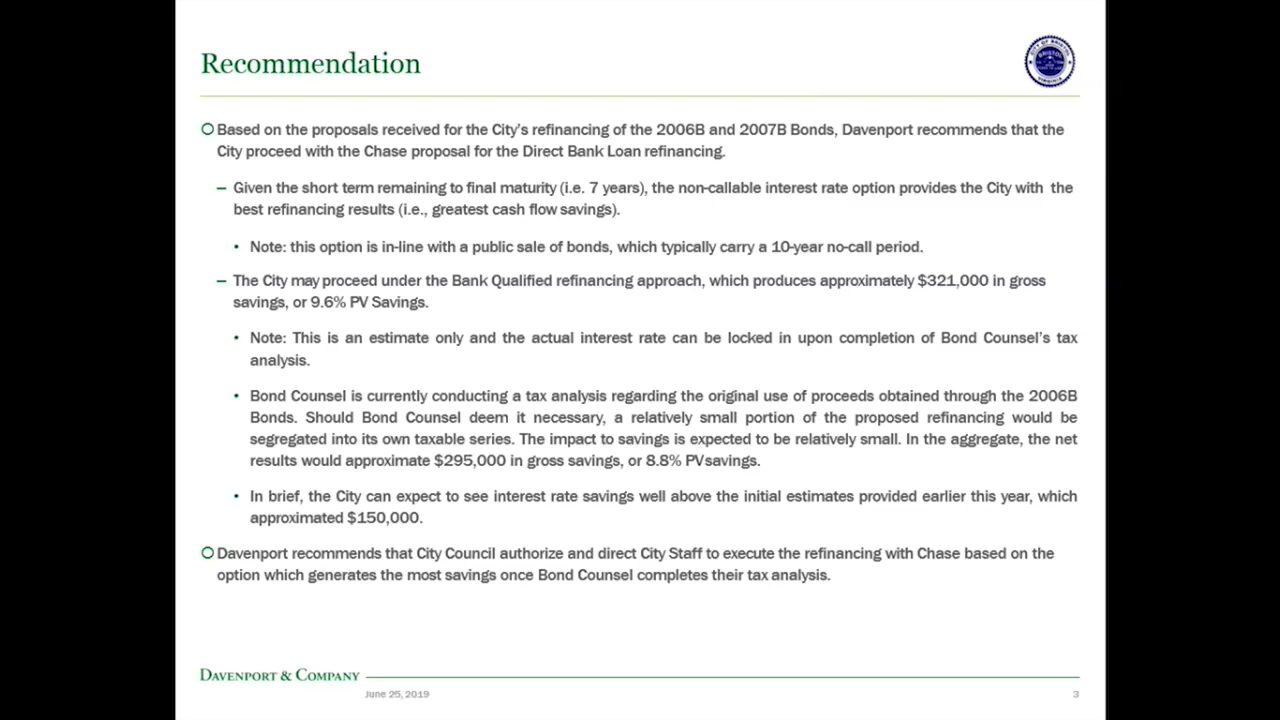 Recommendation
CITY OF BRISTOL
BRISTOL
VIRGINIA
Based on the proposals received for the City's refinancing of the 2006B and 2007B Bonds, Davenport recommends that the
City proceed with the Chase proposal for the Direct Bank Loan refinancing.
– Given the short term remaining to final maturity (i.e. 7 years), the non-callable interest rate option provides the City with the
best refinancing results (i.e., greatest cash flow savings).
• Note: this option is in-line with a public sale of bonds, which typically carry a 10-year no-call period.
– The City may proceed under the Bank Qualified refinancing approach, which produces approximately $321,000 in gross
savings, or 9.6% PV Savings.
• Note: This is an estimate only and the actual interest rate can be locked in upon completion of Bond Counsel's tax
analysis.
• Bond Counsel is currently conducting a tax analysis regarding the original use of proceeds obtained through the 2006B
Bonds. Should Bond Counsel deem it necessary, a relatively small portion of the proposed refinancing would be
segregated into its own taxable series. The impact to savings is expected to be relatively small. In the aggregate, the net
results would approximate $295,000 in gross savings, or 8.8% PVsavings.
• In brief, the City can expect to see interest rate savings well above the initial estimates provided earlier this year, which
approximated $150,000.
Davenport recommends that City Council authorize and direct City Staff to execute the refinancing with Chase based on the
option which generates the most savings once Bond Counsel completes their tax analysis.
DAVENPORT & COMPANY
June 25, 2019
3